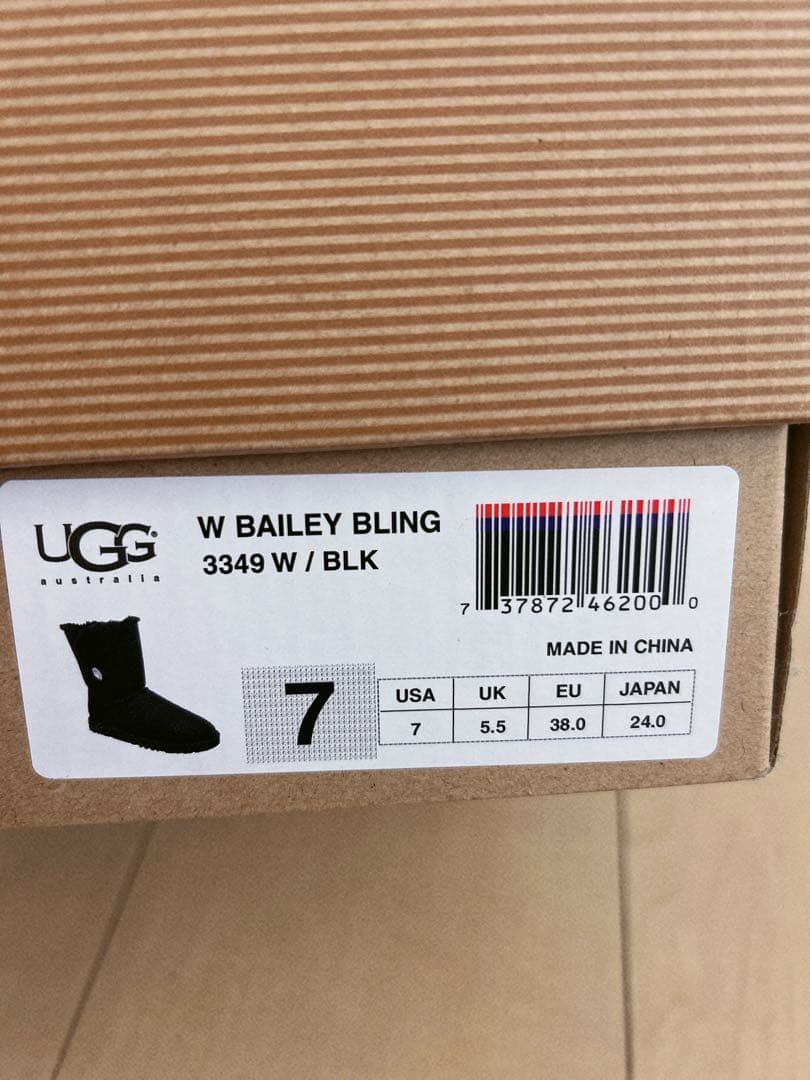 UGG®
australia
W BAILEY BLING
3349 W / BLK
7 37872 46200 0
MADE IN CHINA
7
USA UK EU JAPAN
7 5.5 38.0 24.0